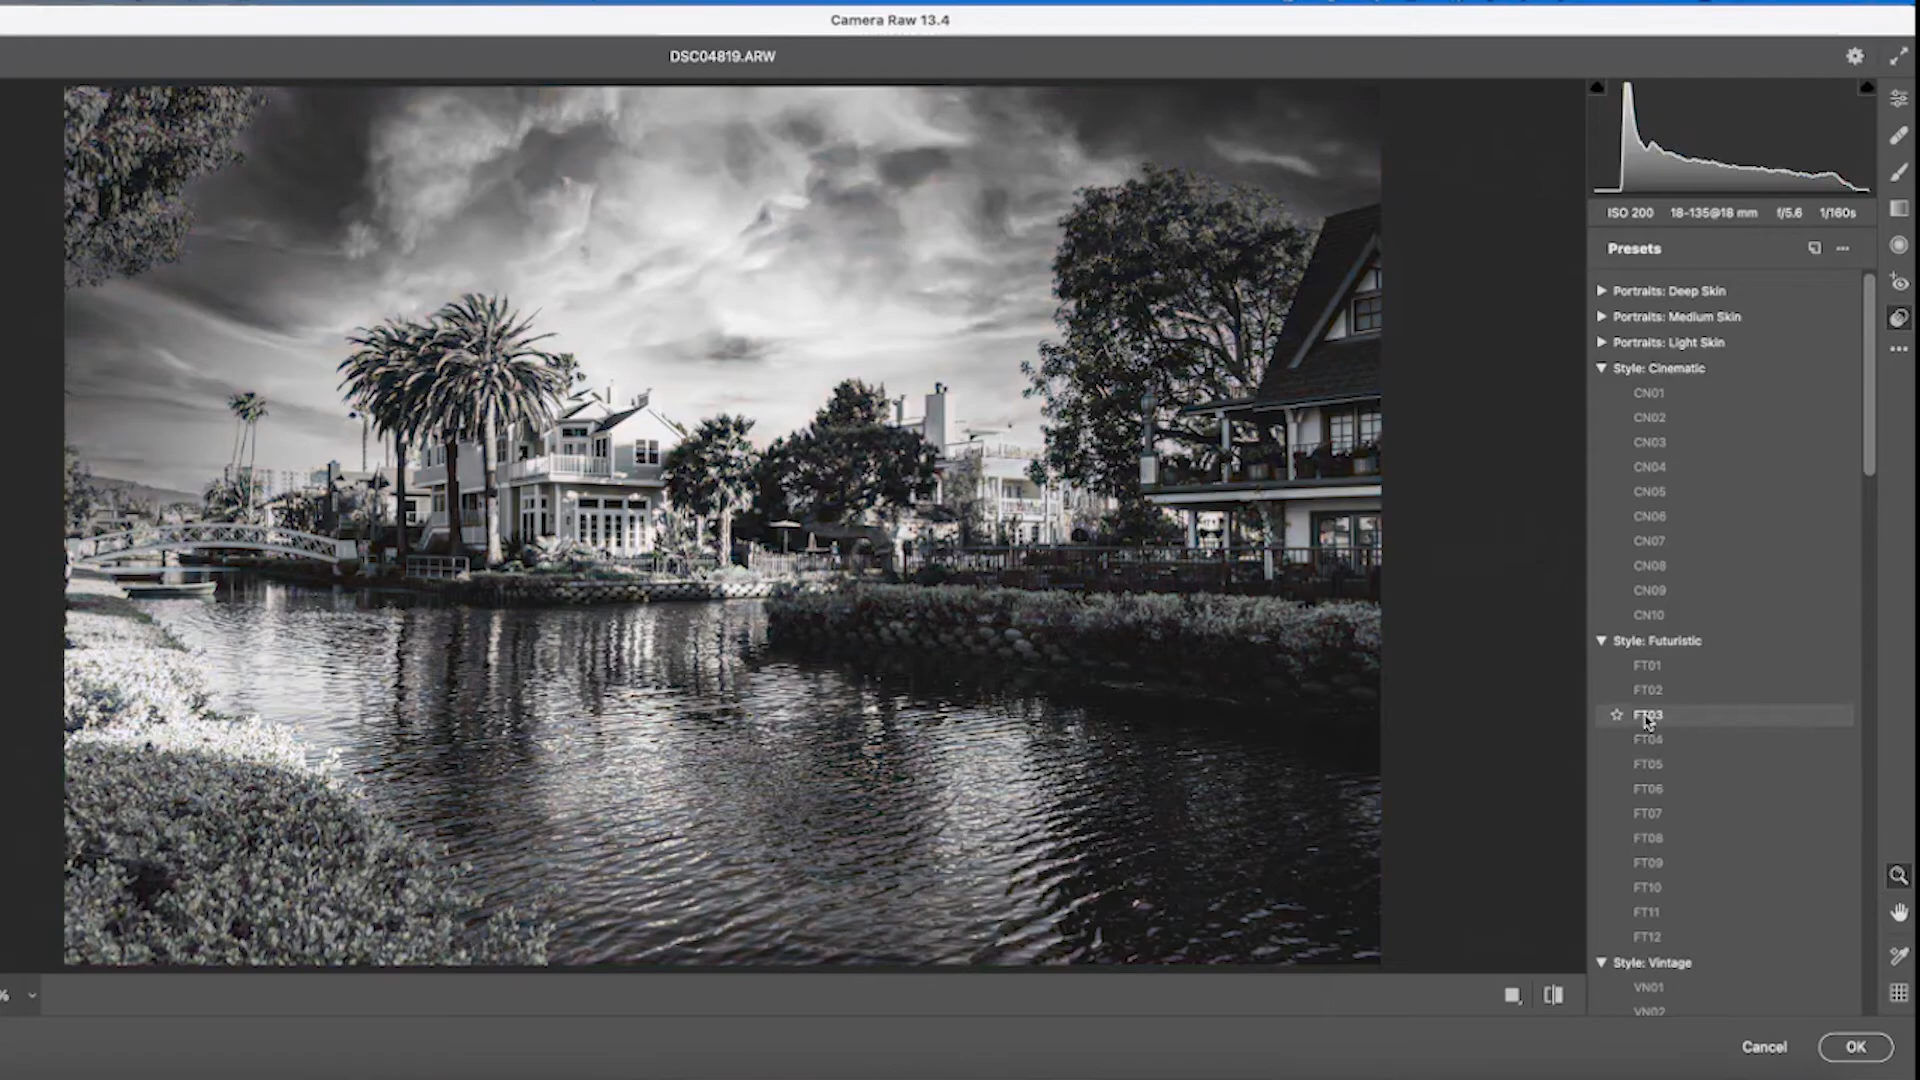 Camera Raw 13.4
DSC04819.ARW
ISO 200 18-135@18 mm f/5.6 1/160s
Presets
Portraits: Deep Skin
Portraits: Medium Skin
Portraits: Light Skin
Style: Cinematic
CN01
CN02
CN03
CN04
CN05
CN06
CN07
CN08
CN09
CN10
Style: Futuristic
FT01
FT02
FT03
FT04
FT05
FT06
FT07
FT08
FT09
FT10
FT11
FT12
Style: Vintage
VN01
VN02
%
Cancel OK